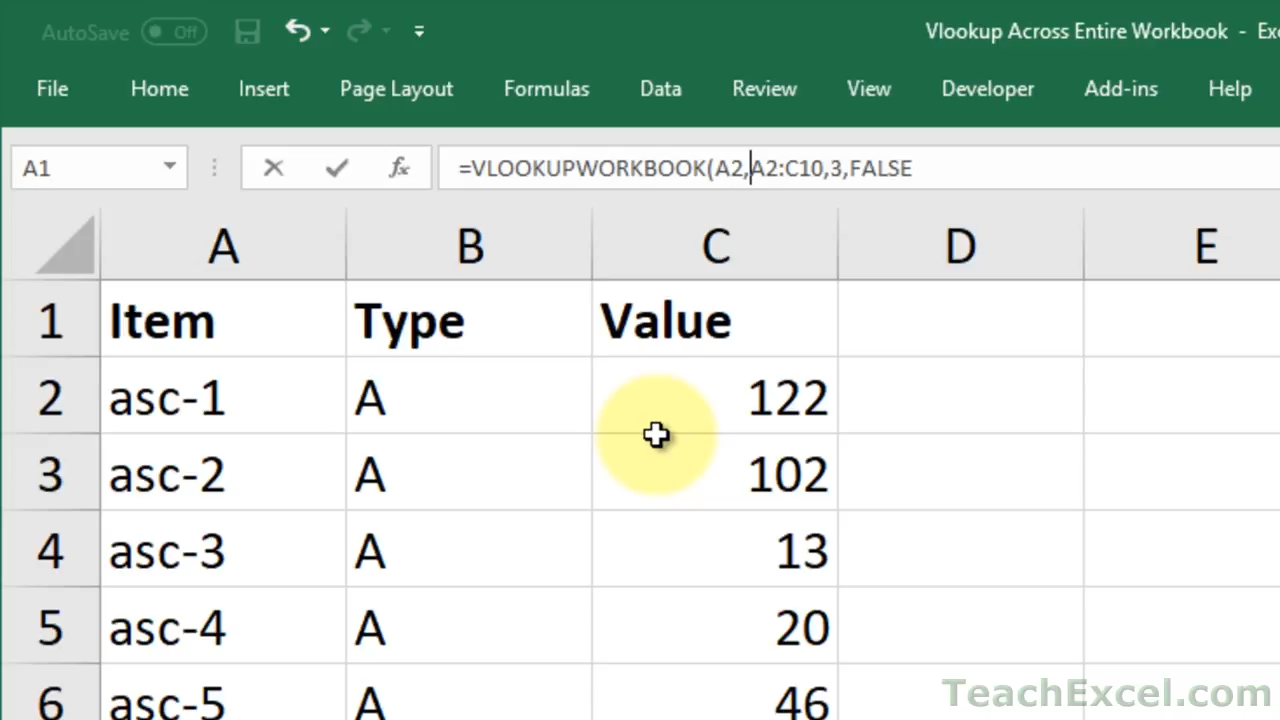 AutoSave Off Vlookup Across Entire Workbook - Exc
File Home Insert Page Layout Formulas Data Review View Developer Add-ins Help
A1 fx =VLOOKUPWORKBOOK(A2,A2:C10,3,FALSE
A B C D E
1 Item Type Value
2 asc-1 A 122
3 asc-2 A 102
4 asc-3 A 13
5 asc-4 A 20
6 asc-5 A 46
TeachExcel.com